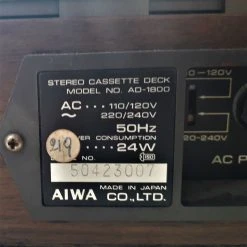 STEREO CASSETTE DECK
MODEL NO. AD-1800
AC ··· 110/120V
～ 220/240V
50Hz
POWER CONSUMPTION
··· 24W
219
NO.
50423007
MADE IN JAPAN
AIWA CO., LTD.
0-120V
20-240V
AC P